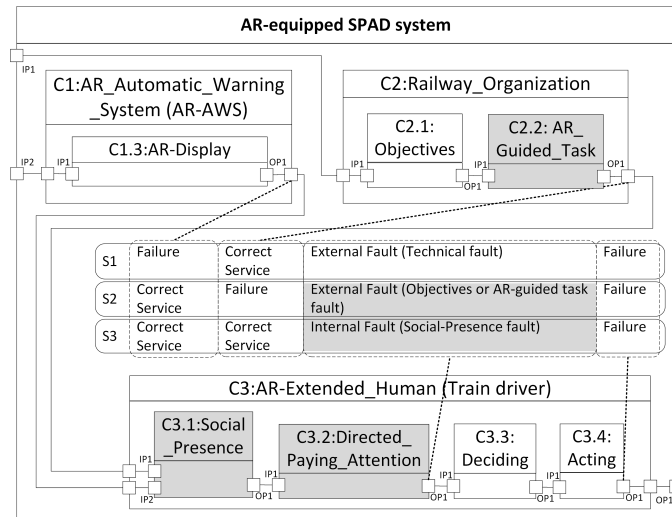 AR-equipped SPAD system
IP1
C1:AR_Automatic_Warning
_System (AR-AWS)
C2:Railway_Organization
C1.3:AR-Display
C2.1:
Objectives
C2.2: AR_
Guided_Task
IP2
IP1
OP1
IP1
OP1
IP1
OP1
S1
Failure
Correct
Service
External Fault (Technical fault)
Failure
S2
Correct
Service
Failure
External Fault (Objectives or AR-guided task
fault)
Failure
S3
Correct
Service
Correct
Service
Internal Fault (Social-Presence fault)
Failure
C3:AR-Extended_Human (Train driver)
C3.1:Social
_Presence
C3.2:Directed_
Paying_Attention
C3.3:
Deciding
C3.4:
Acting
IP1
IP2
OP1
IP1
OP1
IP1
OP1
IP1
OP1
OP1